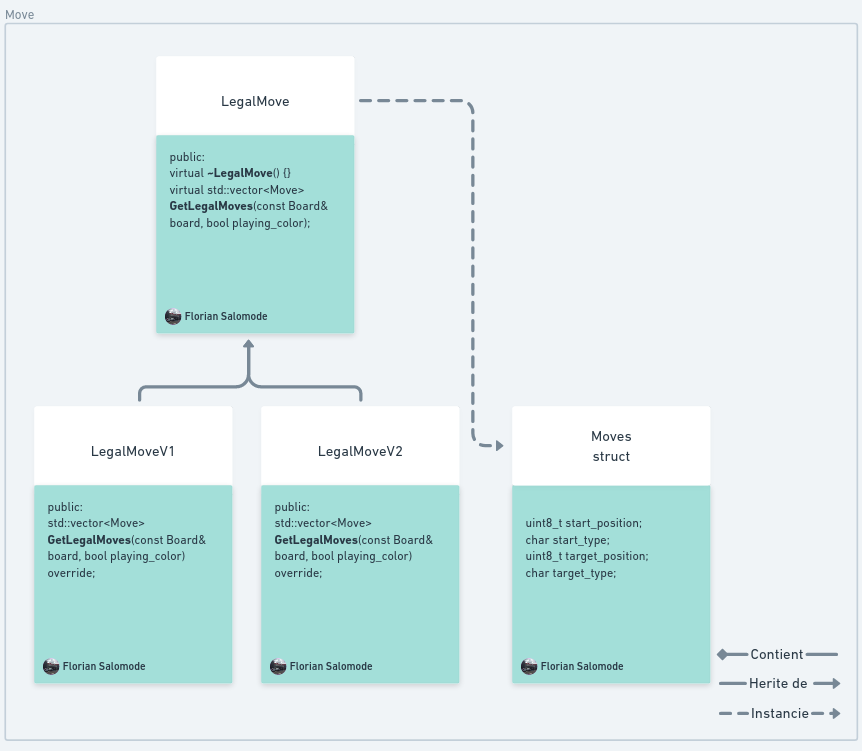 Move
LegalMove
public:
virtual ~LegalMove() {}
virtual std::vector<Move>
GetLegalMoves(const Board&
board, bool playing_color);
Florian Salomode
LegalMoveV1
public:
std::vector<Move>
GetLegalMoves(const Board&
board, bool playing_color)
override;
Florian Salomode
LegalMoveV2
public:
std::vector<Move>
GetLegalMoves(const Board&
board, bool playing_color)
override;
Florian Salomode
Moves
struct
uint8_t start_position;
char start_type;
uint8_t target_position;
char target_type;
Florian Salomode
Contient
Herite de
Instancie